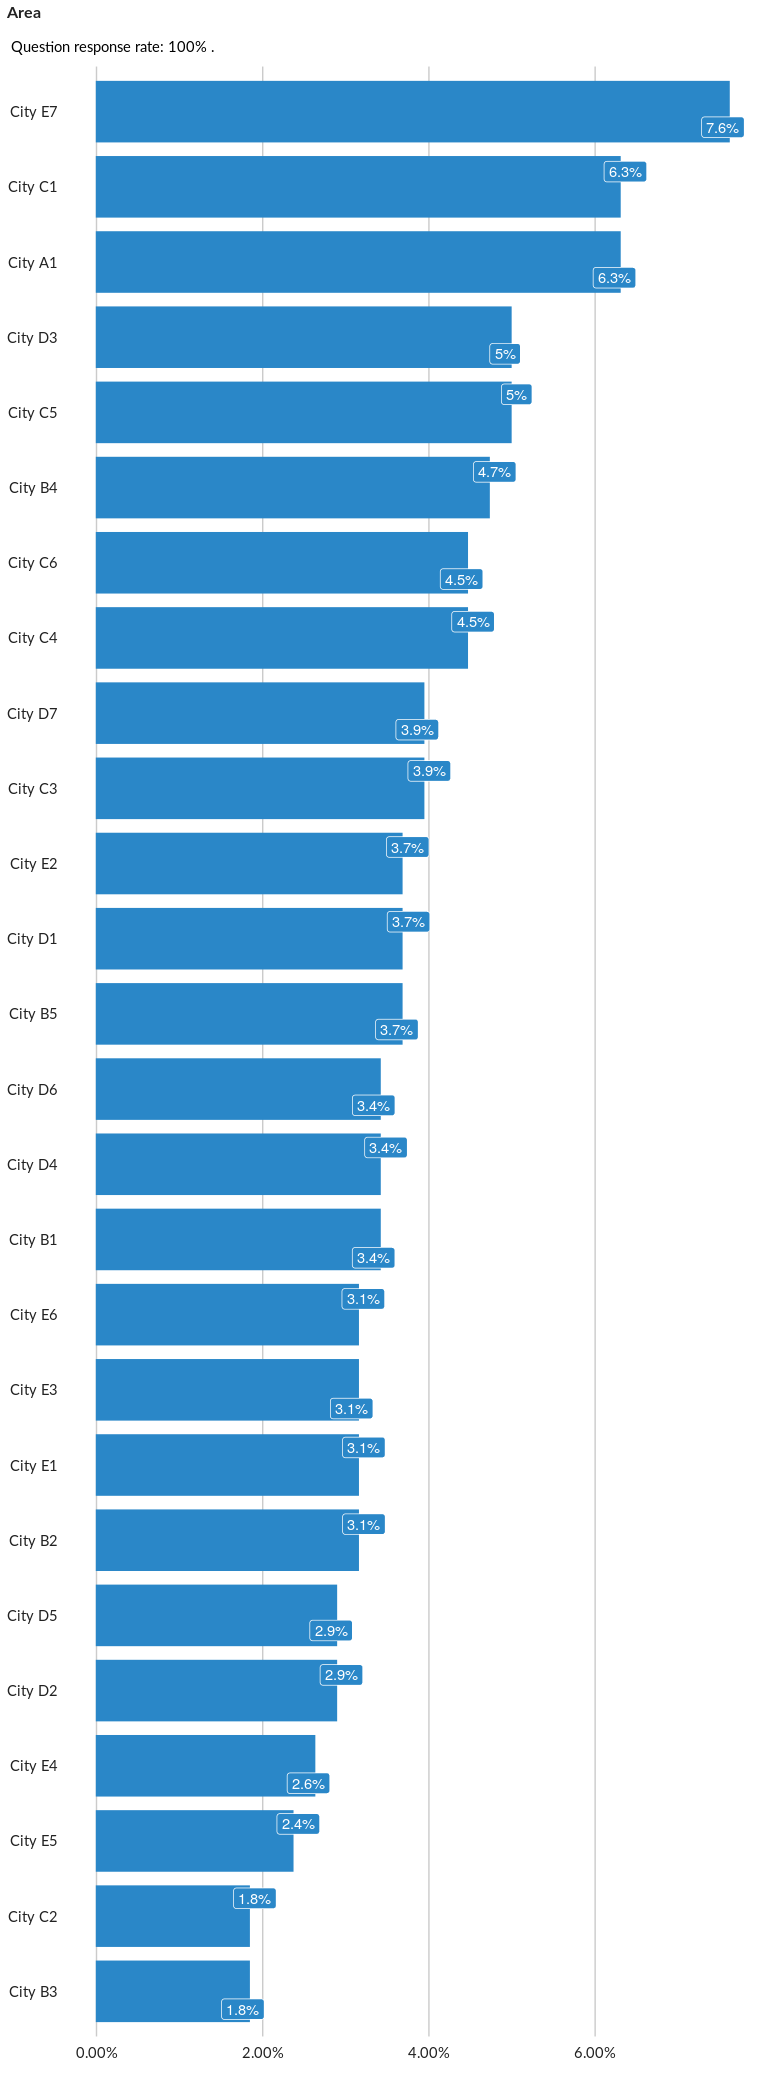 Area
Question response rate: 100% .
City E7 7.6%
City C1 6.3%
City A1 6.3%
City D3 5%
City C5 5%
City B4 4.7%
City C6 4.5%
City C4 4.5%
City D7 3.9%
City C3 3.9%
City E2 3.7%
City D1 3.7%
City B5 3.7%
City D6 3.4%
City D4 3.4%
City B1 3.4%
City E6 3.1%
City E3 3.1%
City E1 3.1%
City B2 3.1%
City D5 2.9%
City D2 2.9%
City E4 2.6%
City E5 2.4%
City C2 1.8%
City B3 1.8%
0.00% 2.00% 4.00% 6.00%